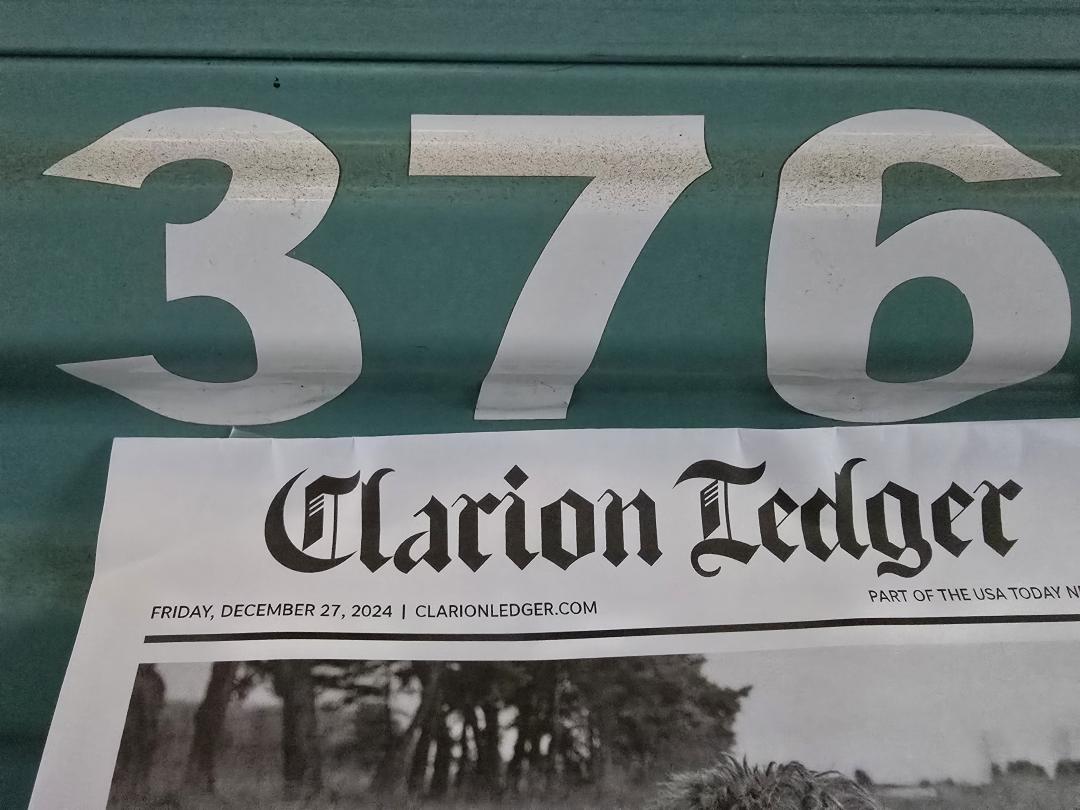 376
Clarion Ledger
FRIDAY, DECEMBER 27, 2024 | CLARIONLEDGER.COM
PART OF THE USA TODAY